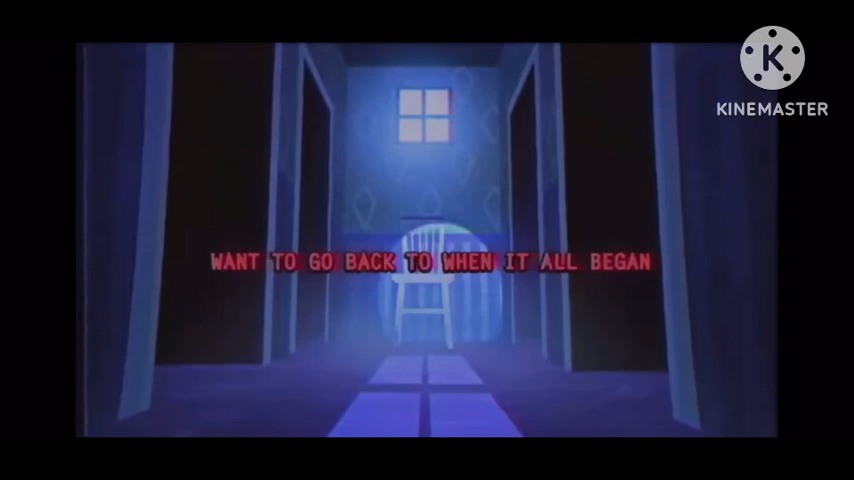 K
KINEMASTER
WANT TO GO BACK TO WHEN IT ALL BEGAN